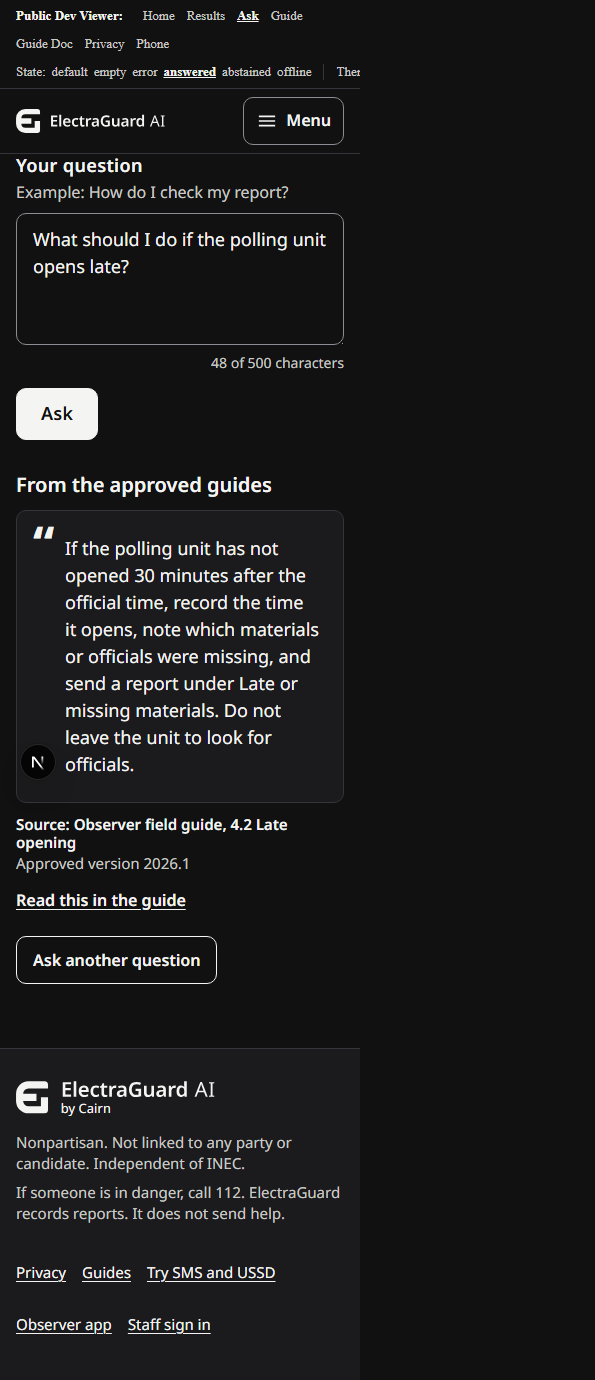 Public Dev Viewer: Home Results Ask Guide
Guide Doc Privacy Phone
State: default empty error answered abstained offline
ElectraGuard AI
Menu
Your question
Example: How do I check my report?
What should I do if the polling unit
opens late?
48 of 500 characters
Ask
From the approved guides
“
If the polling unit has not
opened 30 minutes after the
official time, record the time
it opens, note which materials
or officials were missing, and
send a report under Late or
missing materials. Do not
leave the unit to look for
officials.
N
Source: Observer field guide, 4.2 Late
opening
Approved version 2026.1
Read this in the guide
Ask another question
ElectraGuard AI
by Cairn
Nonpartisan. Not linked to any party or
candidate. Independent of INEC.
If someone is in danger, call 112. ElectraGuard
records reports. It does not send help.
Privacy Guides Try SMS and USSD
Observer app Staff sign in